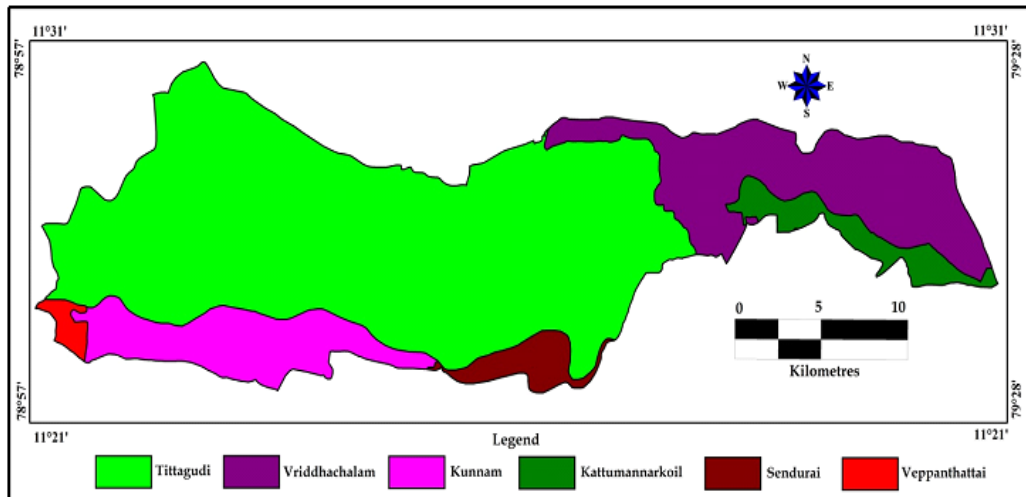 11°31' 11°31'
78°57' 79°28'
N
W E
S
0 5 10
Kilometres
78°57' 79°28'
11°21' 11°21'
Legend
Tittagudi Vriddhachalam Kunnam Kattumannarkoil Sendurai Veppanthattai